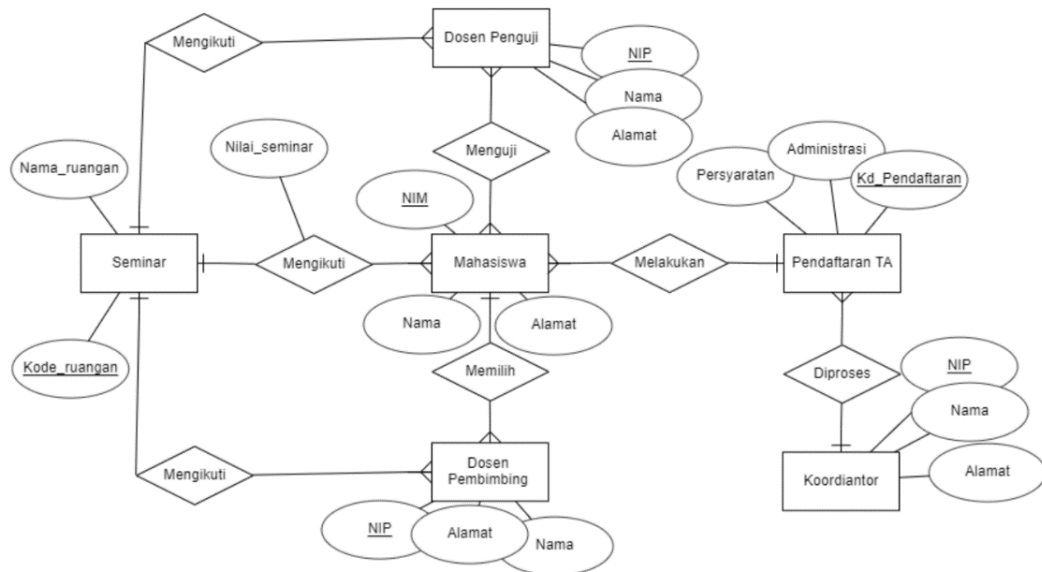 Mengikuti
Dosen Penguji
NIP
Nama
Alamat
Menguji
Nama_ruangan
Nilai_seminar
NIM
Persyaratan
Administrasi
Kd_Pendaftaran
Seminar
Mengikuti
Mahasiswa
Melakukan
Pendaftaran TA
Nama
Alamat
Kode_ruangan
Memilih
Diproses
NIP
Nama
Alamat
Mengikuti
Dosen
Pembimbing
Koordiantor
NIP
Alamat
Nama